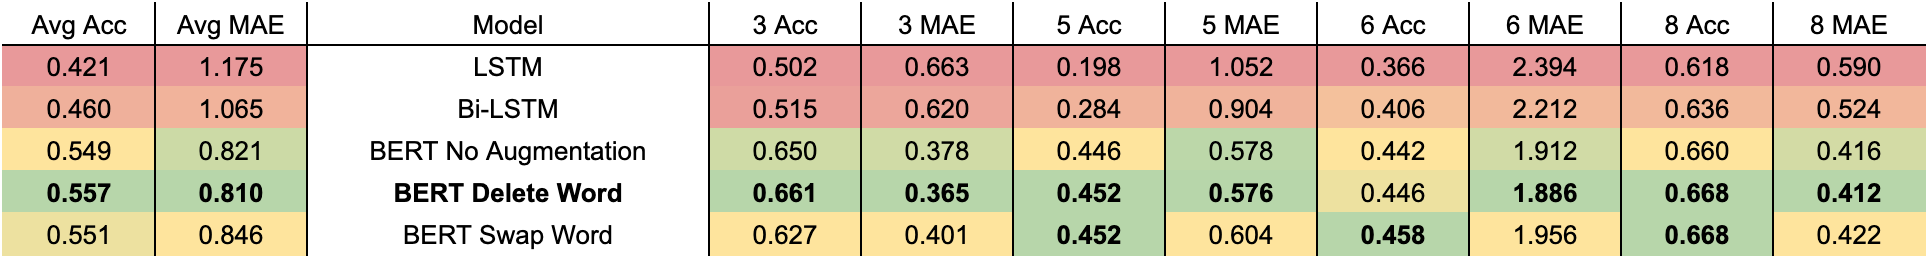 Avg Acc Avg MAE Model 3 Acc 3 MAE 5 Acc 5 MAE 6 Acc 6 MAE 8 Acc 8 MAE
0.421 1.175 LSTM 0.502 0.663 0.198 1.052 0.366 2.394 0.618 0.590
0.460 1.065 Bi-LSTM 0.515 0.620 0.284 0.904 0.406 2.212 0.636 0.524
0.549 0.821 BERT No Augmentation 0.650 0.378 0.446 0.578 0.442 1.912 0.660 0.416
0.557 0.810 BERT Delete Word 0.661 0.365 0.452 0.576 0.446 1.886 0.668 0.412
0.551 0.846 BERT Swap Word 0.627 0.401 0.452 0.604 0.458 1.956 0.668 0.422